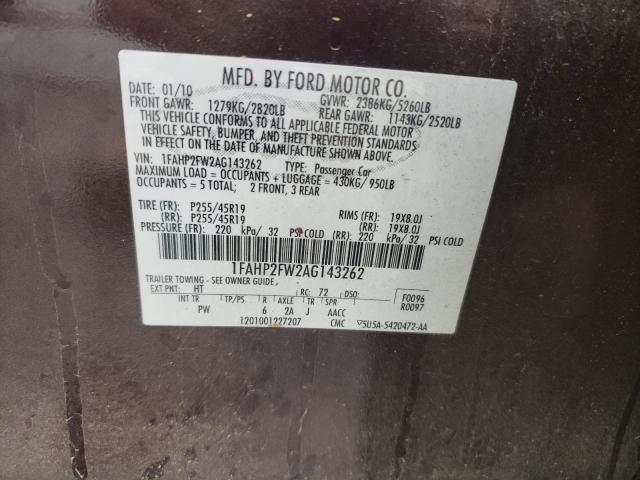 MFD. BY FORD MOTOR CO.
DATE: 01/10 GVWR: 2386KG/5260LB
FRONT GAWR: 1279KG/2820LB REAR GAWR: 1143KG/2520LB
THIS VEHICLE CONFORMS TO ALL APPLICABLE FEDERAL MOTOR
VEHICLE SAFETY, BUMPER, AND THEFT PREVENTION STANDARDS
IN EFFECT ON THE DATE OF MANUFACTURE SHOWN ABOVE.
VIN: 1FAHP2FW2AG143262 TYPE: Passenger Car
MAXIMUM LOAD = OCCUPANTS + LUGGAGE = 430KG/950LB
OCCUPANTS = 5 TOTAL; 2 FRONT, 3 REAR
TIRE (FR): P255/45R19 RIMS (FR): 19X8.0J
(RR): P255/45R19 (RR): 19X8.0J
PRESSURE (FR): 220 kPa/ 32 PSI COLD (RR): 220 kPa/ 32 PSI COLD
1FAHP2FW2AG143262
TRAILER TOWING - SEE OWNER GUIDE.
EXT PNT: HT RC: 72 DSO: F0096
R0097
INT TR TP/PS R AXLE TR SPR
PW 6 2A J AACC
1201001227207 CMC 5U5A-5420472-AA